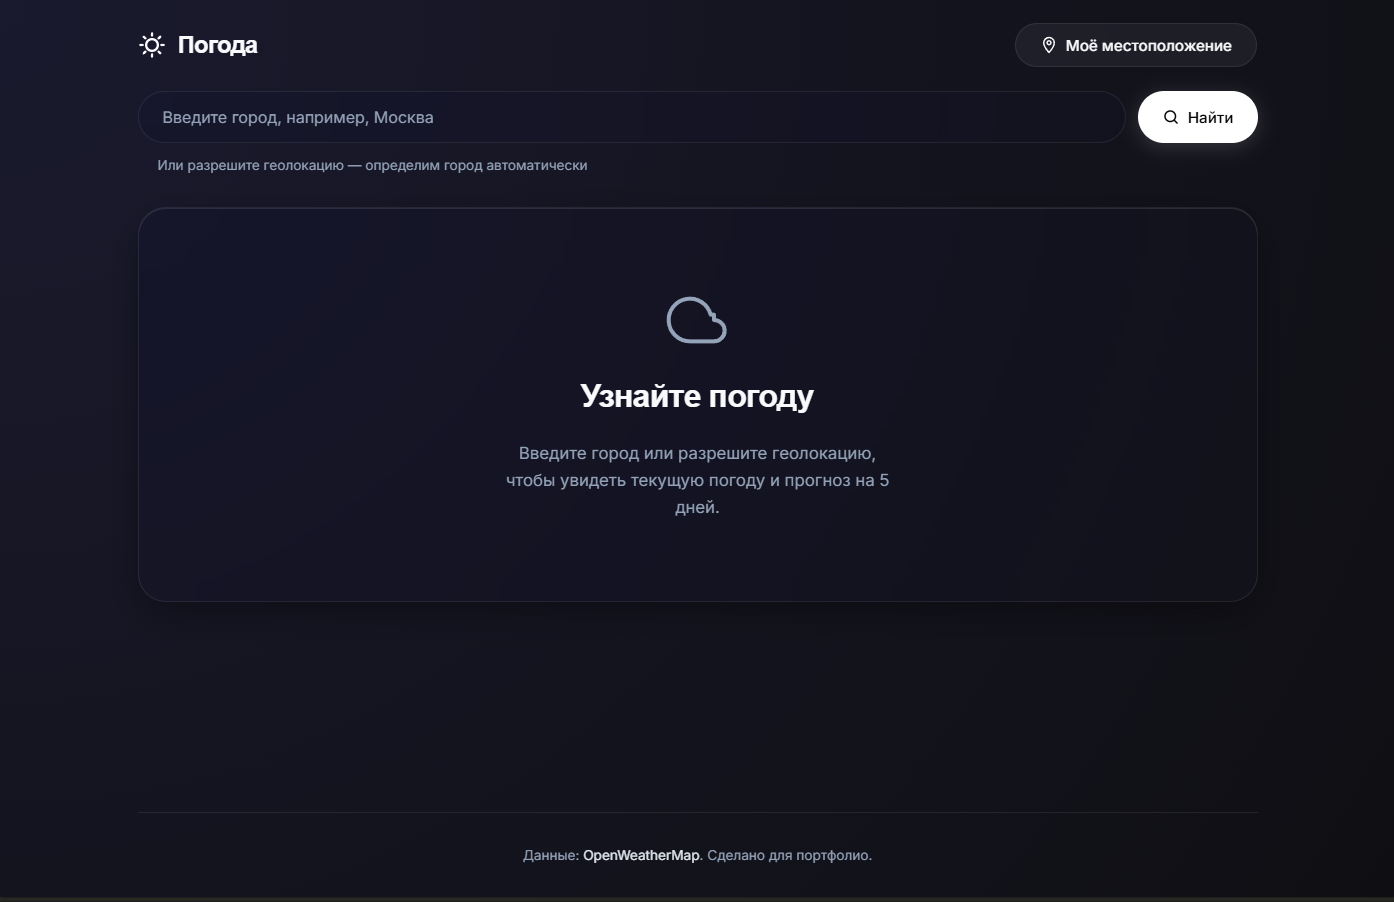 Погода
Моё местоположение
Введите город, например, Москва
Найти
Или разрешите геолокацию — определим город автоматически
Узнайте погоду
Введите город или разрешите геолокацию,
чтобы увидеть текущую погоду и прогноз на 5
дней.
Данные: OpenWeatherMap. Сделано для портфолио.